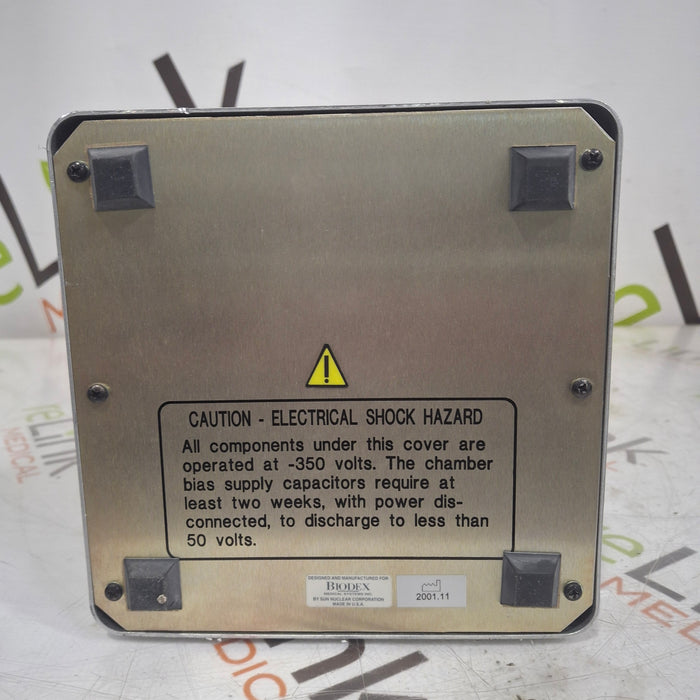 CAUTION - ELECTRICAL SHOCK HAZARD
All components under this cover are
operated at -350 volts. The chamber
bias supply capacitors require at
least two weeks, with power dis-
connected, to discharge to less than
50 volts.
DESIGNED AND MANUFACTURED FOR
BIODEX
MEDICAL SYSTEMS INC.
BY SUN NUCLEAR CORPORATION
MADE IN U.S.A.
2001.11